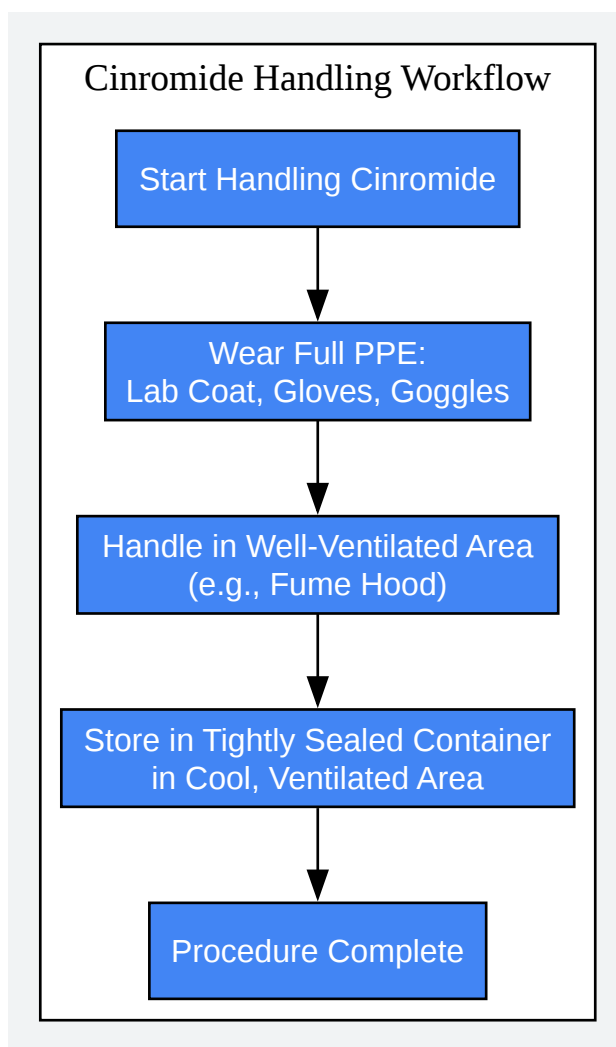 Cinromide Handling Workflow
Start Handling Cinromide
Wear Full PPE:
Lab Coat, Gloves, Goggles
Handle in Well-Ventilated Area
(e.g., Fume Hood)
Store in Tightly Sealed Container
in Cool, Ventilated Area
Procedure Complete